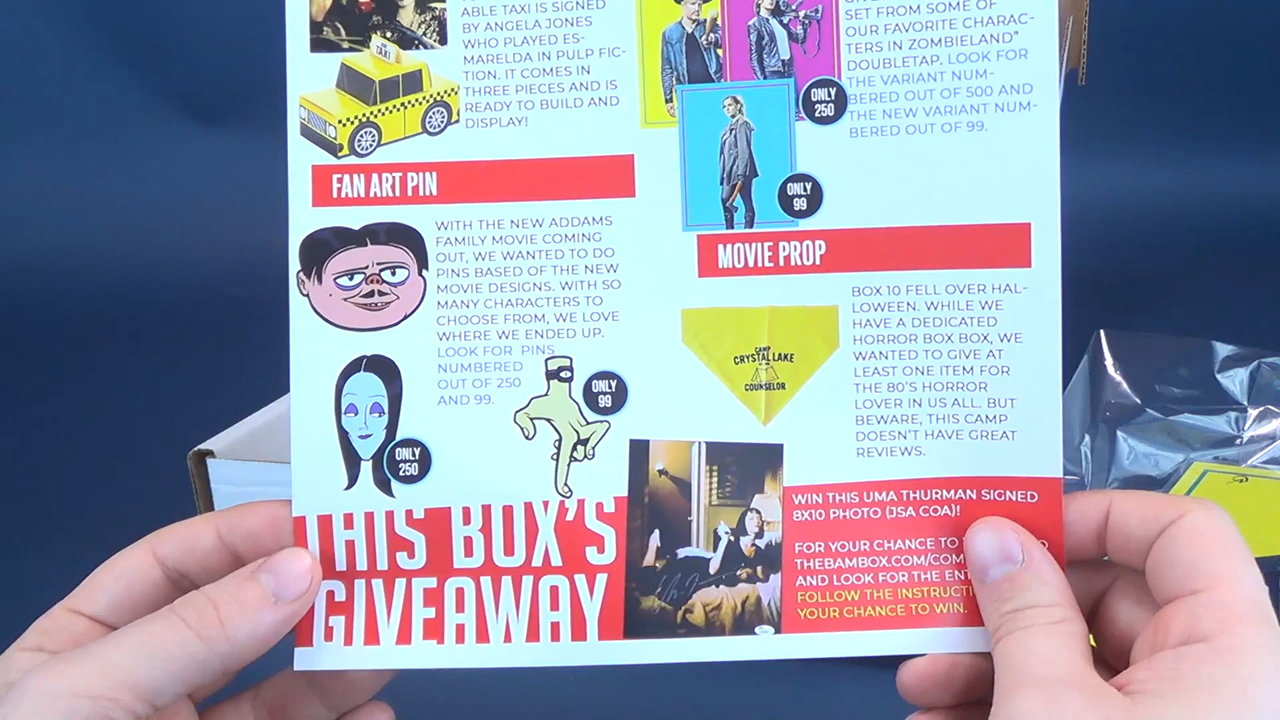 ABLE TAXI IS SIGNED
BY ANGELA JONES
WHO PLAYED ES-
MARELDA IN PULP FIC-
TION. IT COMES IN
THREE PIECES AND IS
READY TO BUILD AND
DISPLAY!
TAXI
SET FROM SOME OF
OUR FAVORITE CHARAC-
TERS IN ZOMBIELAND"
DOUBLETAP. LOOK FOR
THE VARIANT NUM-
BERED OUT OF 500 AND
THE NEW VARIANT NUM-
BERED OUT OF 99.
ONLY
250
ONLY
99
FAN ART PIN
WITH THE NEW ADDAMS
FAMILY MOVIE COMING
OUT, WE WANTED TO DO
PINS BASED OF THE NEW
MOVIE DESIGNS. WITH SO
MANY CHARACTERS TO
CHOOSE FROM, WE LOVE
WHERE WE ENDED UP.
LOOK FOR PINS
NUMBERED
OUT OF 250
AND 99.
ONLY
99
ONLY
250
MOVIE PROP
BOX 10 FELL OVER HAL-
LOWEEN. WHILE WE
HAVE A DEDICATED
HORROR BOX BOX, WE
WANTED TO GIVE AT
LEAST ONE ITEM FOR
THE 80'S HORROR
LOVER IN US ALL. BUT
BEWARE, THIS CAMP
DOESN'T HAVE GREAT
REVIEWS.
CAMP
CRYSTAL LAKE
COUNSELOR
THIS BOX'S
GIVEAWAY
WIN THIS UMA THURMAN SIGNED
8X10 PHOTO (JSA COA)!
FOR YOUR CHANCE TO
THEBAMBOX.COM/COM
AND LOOK FOR THE ENT
FOLLOW THE INSTRUCTI
YOUR CHANCE TO WIN.